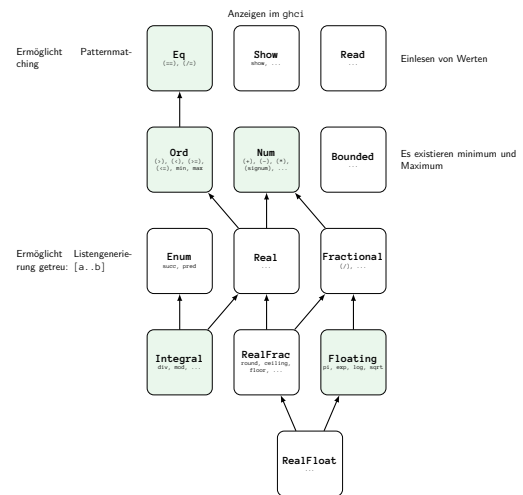 Anzeigen im ghci
Ermöglicht Patternmat-
ching
Eq
(==), (/=)
Show
show, ...
Read
...
Einlesen von Werten
Ord
(>), (<), (>=),
(<=), min, max
Num
(+), (-), (*),
(signum), ...
Bounded
...
Es existieren minimum und
Maximum
Ermöglicht Listengenerie-
rung getreu: [a..b]
Enum
succ, pred
Real
...
Fractional
(/), ...
Integral
div, mod, ...
RealFrac
round, ceiling,
floor, ...
Floating
pi, exp, log, sqrt
RealFloat
...